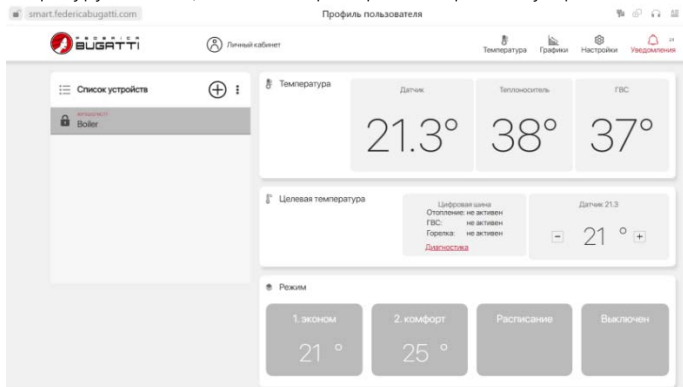 smart.federicabugatti.com
Профиль пользователя
FEDERICA
BUGATTI
Личный кабинет
Температура
Графики
Настройки
Уведомления
24
Список устройств
Boiler
Температура
Датчик
21.3°
Теплоноситель
38°
ГВС
37°
Целевая температура
Цифровая шина
Отопление: не активен
ГВС: не активен
Горелка: не активен
Диагностика
Датчик 21.3
− 21 ° +
Режим
1. эконом
21 °
2. комфорт
25 °
Расписание
Выключен